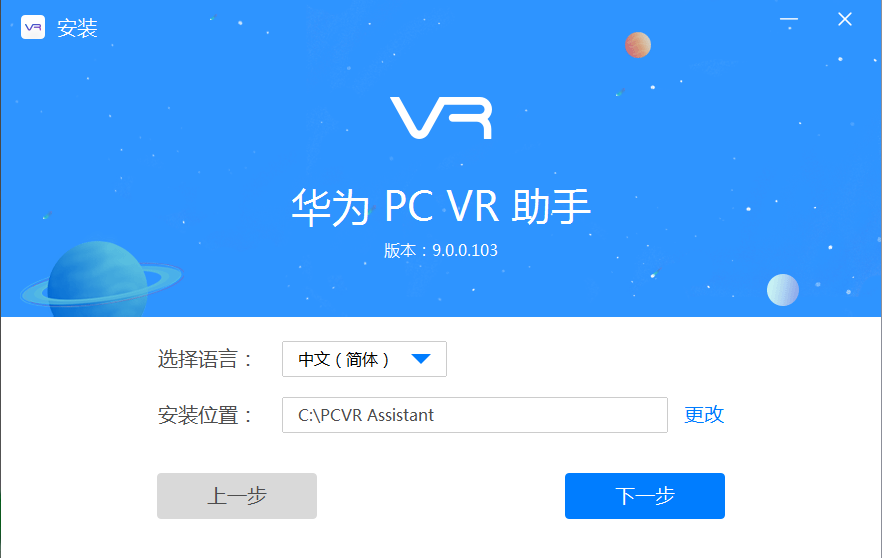 VR 安装
VR
华为 PC VR 助手
版本：9.0.0.103
选择语言： 中文（简体）
安装位置： C:\PCVR Assistant 更改
上一步 下一步